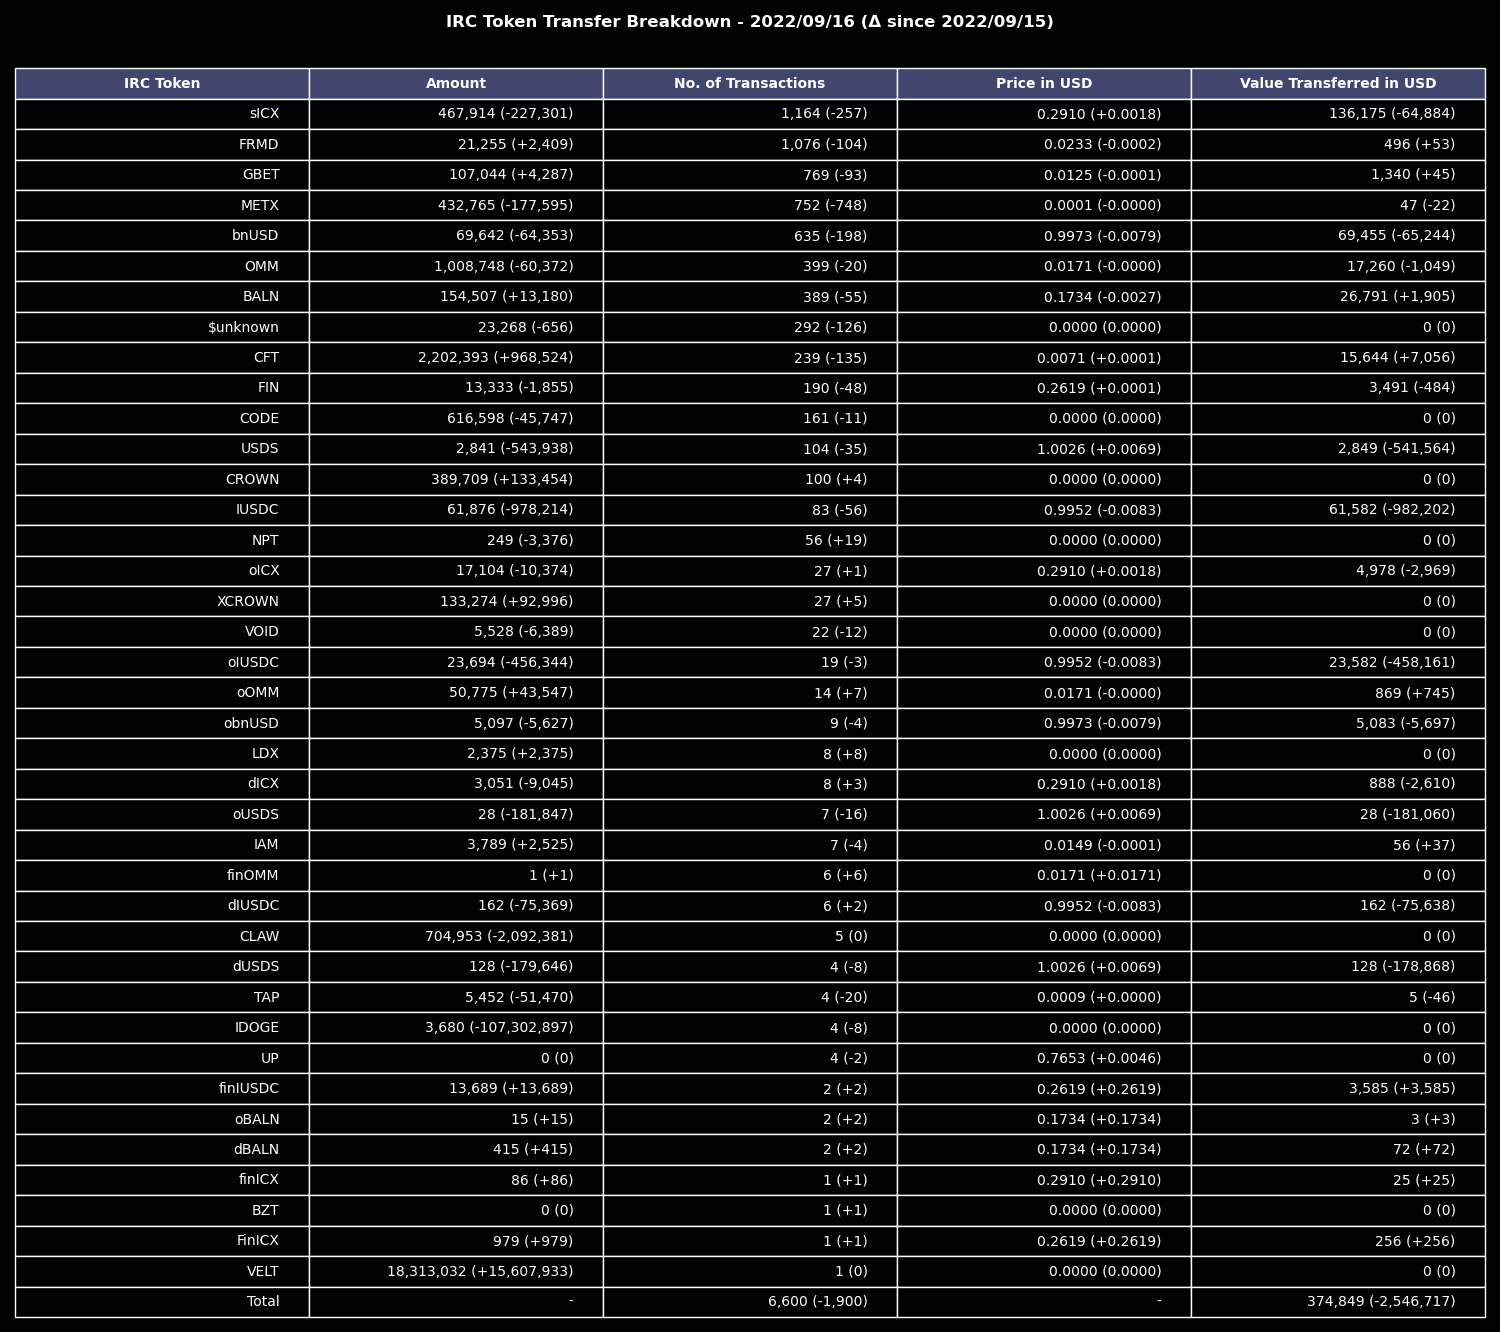 IRC Token Transfer Breakdown - 2022/09/16 (Δ since 2022/09/15)
IRC Token Amount No. of Transactions Price in USD Value Transferred in USD
sICX 467,914 (-227,301) 1,164 (-257) 0.2910 (+0.0018) 136,175 (-64,884)
FRMD 21,255 (+2,409) 1,076 (-104) 0.0233 (-0.0002) 496 (+53)
GBET 107,044 (+4,287) 769 (-93) 0.0125 (-0.0001) 1,340 (+45)
METX 432,765 (-177,595) 752 (-748) 0.0001 (-0.0000) 47 (-22)
bnUSD 69,642 (-64,353) 635 (-198) 0.9973 (-0.0079) 69,455 (-65,244)
OMM 1,008,748 (-60,372) 399 (-20) 0.0171 (-0.0000) 17,260 (-1,049)
BALN 154,507 (+13,180) 389 (-55) 0.1734 (-0.0027) 26,791 (+1,905)
$unknown 23,268 (-656) 292 (-126) 0.0000 (0.0000) 0 (0)
CFT 2,202,393 (+968,524) 239 (-135) 0.0071 (+0.0001) 15,644 (+7,056)
FIN 13,333 (-1,855) 190 (-48) 0.2619 (+0.0001) 3,491 (-484)
CODE 616,598 (-45,747) 161 (-11) 0.0000 (0.0000) 0 (0)
USDS 2,841 (-543,938) 104 (-35) 1.0026 (+0.0069) 2,849 (-541,564)
CROWN 389,709 (+133,454) 100 (+4) 0.0000 (0.0000) 0 (0)
IUSDC 61,876 (-978,214) 83 (-56) 0.9952 (-0.0083) 61,582 (-982,202)
NPT 249 (-3,376) 56 (+19) 0.0000 (0.0000) 0 (0)
oICX 17,104 (-10,374) 27 (+1) 0.2910 (+0.0018) 4,978 (-2,969)
XCROWN 133,274 (+92,996) 27 (+5) 0.0000 (0.0000) 0 (0)
VOID 5,528 (-6,389) 22 (-12) 0.0000 (0.0000) 0 (0)
oIUSDC 23,694 (-456,344) 19 (-3) 0.9952 (-0.0083) 23,582 (-458,161)
oOMM 50,775 (+43,547) 14 (+7) 0.0171 (-0.0000) 869 (+745)
obnUSD 5,097 (-5,627) 9 (-4) 0.9973 (-0.0079) 5,083 (-5,697)
LDX 2,375 (+2,375) 8 (+8) 0.0000 (0.0000) 0 (0)
dICX 3,051 (-9,045) 8 (+3) 0.2910 (+0.0018) 888 (-2,610)
oUSDS 28 (-181,847) 7 (-16) 1.0026 (+0.0069) 28 (-181,060)
IAM 3,789 (+2,525) 7 (-4) 0.0149 (-0.0001) 56 (+37)
finOMM 1 (+1) 6 (+6) 0.0171 (+0.0171) 0 (0)
dIUSDC 162 (-75,369) 6 (+2) 0.9952 (-0.0083) 162 (-75,638)
CLAW 704,953 (-2,092,381) 5 (0) 0.0000 (0.0000) 0 (0)
dUSDS 128 (-179,646) 4 (-8) 1.0026 (+0.0069) 128 (-178,868)
TAP 5,452 (-51,470) 4 (-20) 0.0009 (+0.0000) 5 (-46)
IDOGE 3,680 (-107,302,897) 4 (-8) 0.0000 (0.0000) 0 (0)
UP 0 (0) 4 (-2) 0.7653 (+0.0046) 0 (0)
finIUSDC 13,689 (+13,689) 2 (+2) 0.2619 (+0.2619) 3,585 (+3,585)
oBALN 15 (+15) 2 (+2) 0.1734 (+0.1734) 3 (+3)
dBALN 415 (+415) 2 (+2) 0.1734 (+0.1734) 72 (+72)
finICX 86 (+86) 1 (+1) 0.2910 (+0.2910) 25 (+25)
BZT 0 (0) 1 (+1) 0.0000 (0.0000) 0 (0)
FinICX 979 (+979) 1 (+1) 0.2619 (+0.2619) 256 (+256)
VELT 18,313,032 (+15,607,933) 1 (0) 0.0000 (0.0000) 0 (0)
Total - 6,600 (-1,900) - 374,849 (-2,546,717)